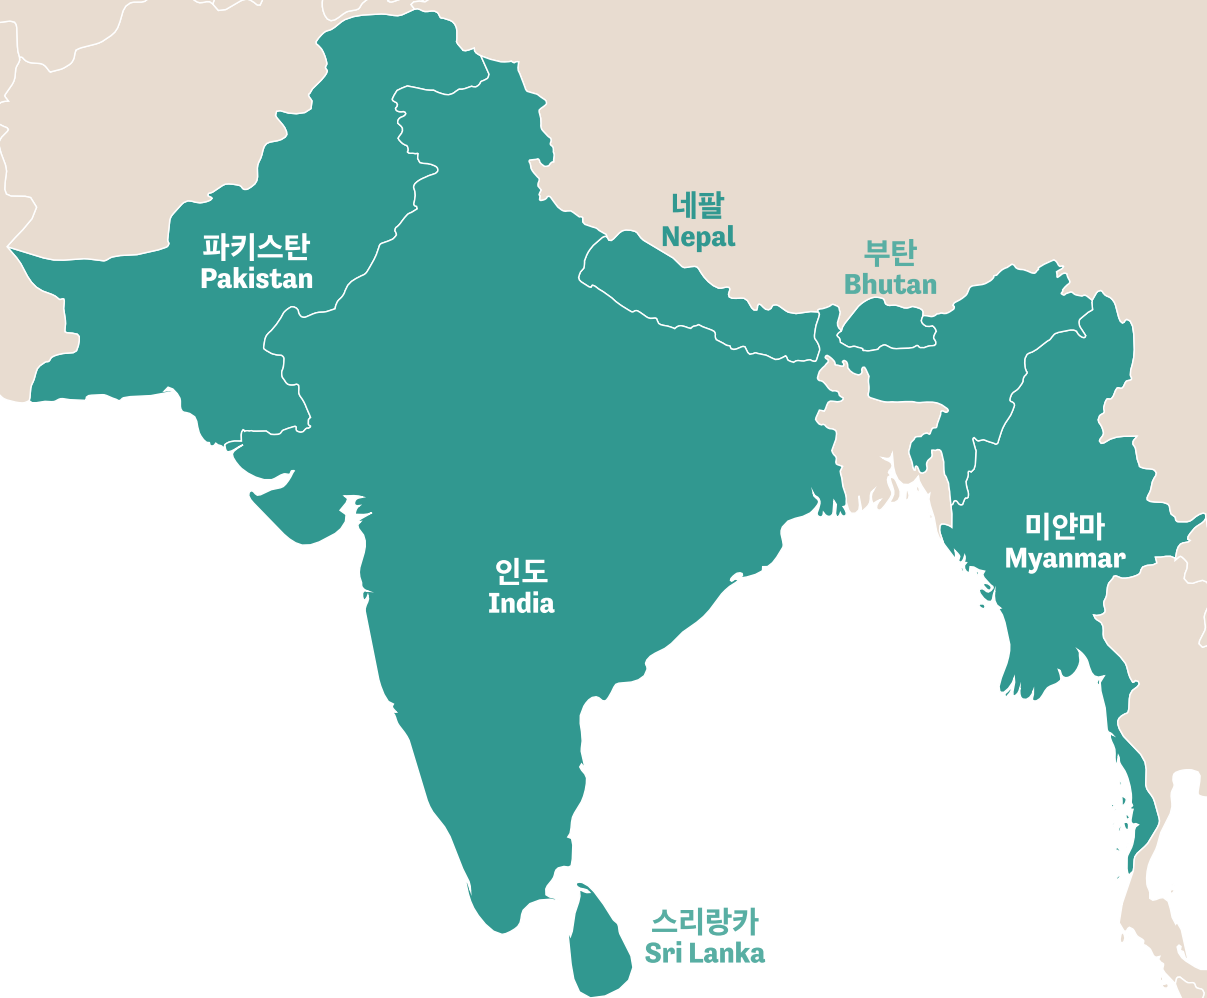 네팔
Nepal
파키스탄
Pakistan
부탄
Bhutan
미얀마
Myanmar
인도
India
스리랑카
Sri Lanka